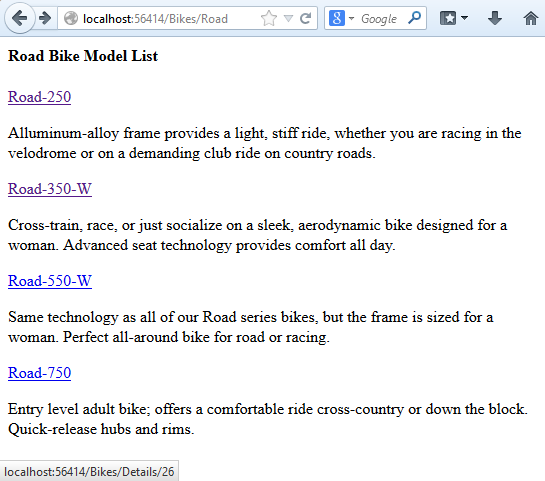 localhost:56414/Bikes/Road
Google
Road Bike Model List
Road-250
Alluminum-alloy frame provides a light, stiff ride, whether you are racing in the
velodrome or on a demanding club ride on country roads.
Road-350-W
Cross-train, race, or just socialize on a sleek, aerodynamic bike designed for a
woman. Advanced seat technology provides comfort all day.
Road-550-W
Same technology as all of our Road series bikes, but the frame is sized for a
woman. Perfect all-around bike for road or racing.
Road-750
Entry level adult bike; offers a comfortable ride cross-country or down the block.
Quick-release hubs and rims.
localhost:56414/Bikes/Details/26